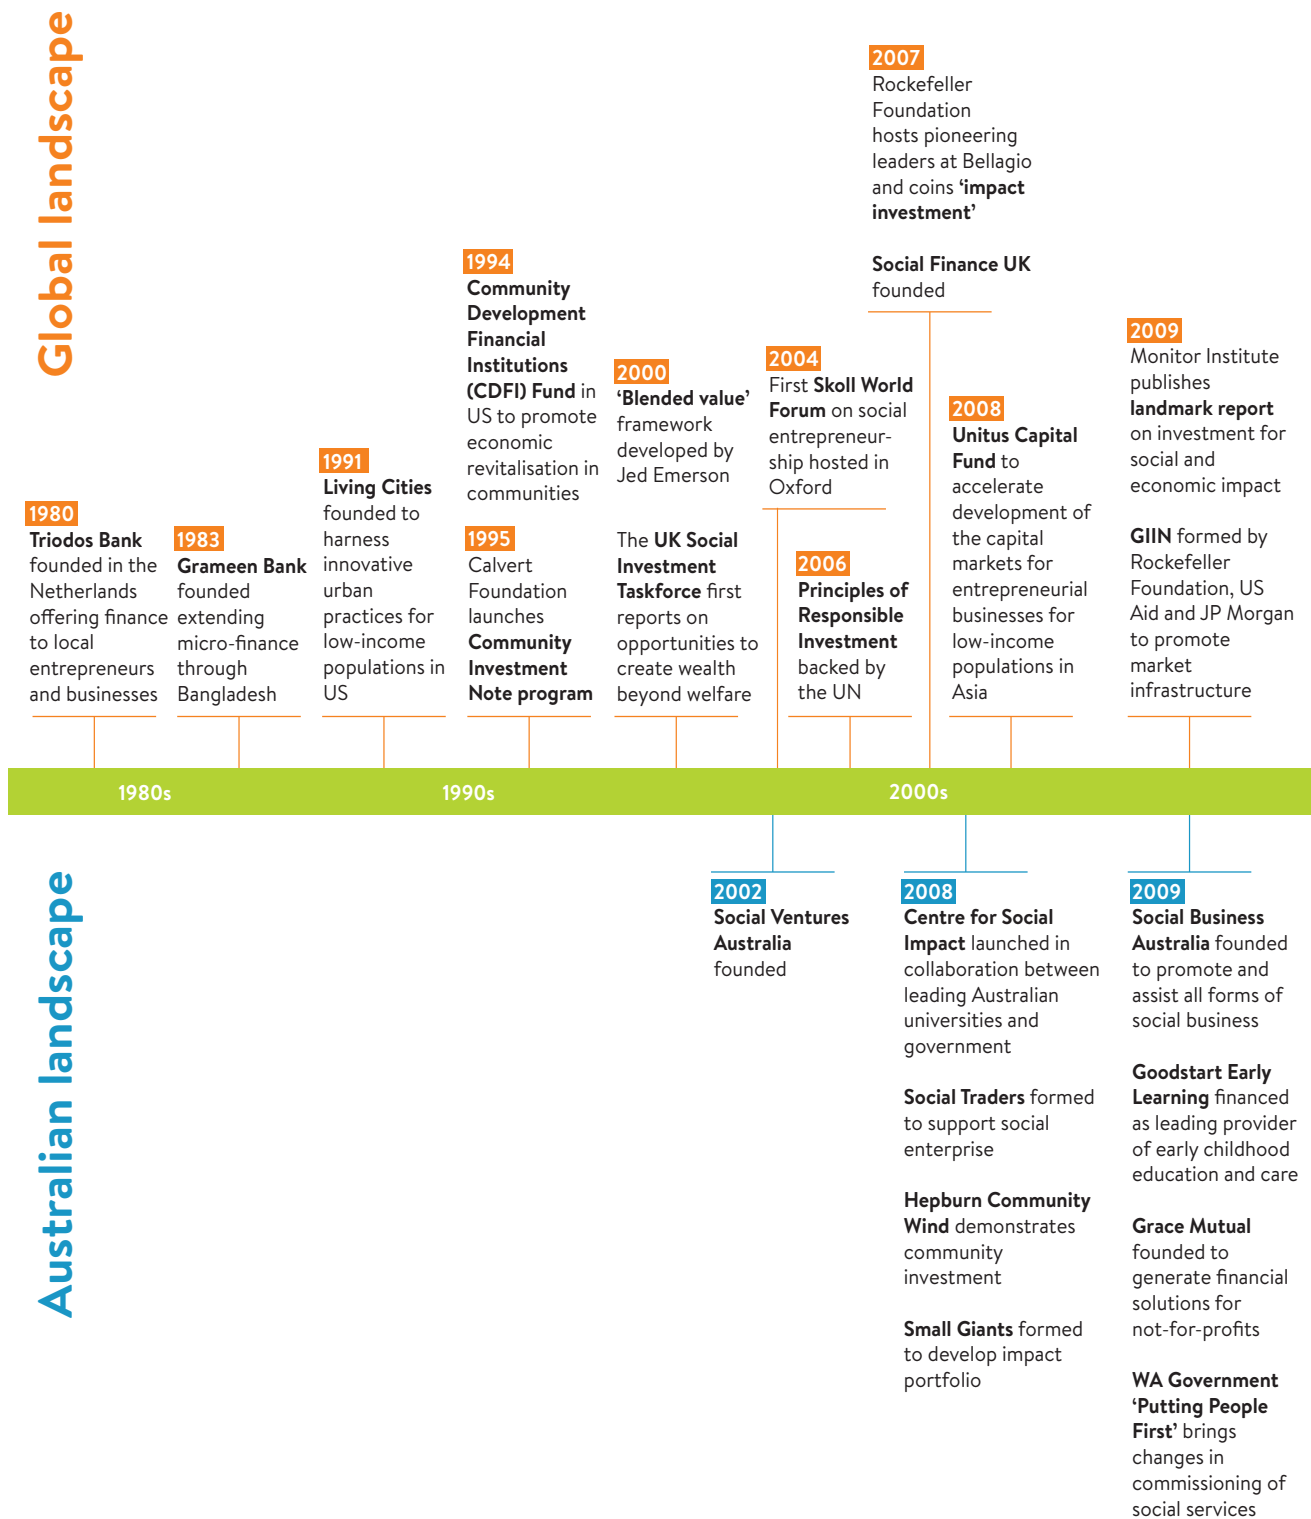 Global landscape
1980
Triodos Bank
founded in the
Netherlands
offering finance
to local
entrepreneurs
and businesses
1983
Grameen Bank
founded
extending
micro-finance
through
Bangladesh
1991
Living Cities
founded to
harness
innovative
urban
practices for
low-income
populations in
US
1994
Community
Development
Financial
Institutions
(CDFI) Fund in
US to promote
economic
revitalisation in
communities
1995
Calvert
Foundation
launches
Community
Investment
Note program
2000
‘Blended value’
framework
developed by
Jed Emerson
The UK Social
Investment
Taskforce first
reports on
opportunities to
create wealth
beyond welfare
2004
First Skoll World
Forum on social
entrepreneur-
ship hosted in
Oxford
2006
Principles of
Responsible
Investment
backed by
the UN
2007
Rockefeller
Foundation
hosts pioneering
leaders at Bellagio
and coins ‘impact
investment’
Social Finance UK
founded
2008
Unitus Capital
Fund to
accelerate
development of
the capital
markets for
entrepreneurial
businesses for
low-income
populations in
Asia
2009
Monitor Institute
publishes
landmark report
on investment for
social and
economic impact
GIIN formed by
Rockefeller
Foundation, US
Aid and JP Morgan
to promote
market
infrastructure
1980s
1990s
2000s
Australian landscape
2002
Social Ventures
Australia
founded
2008
Centre for Social
Impact launched in
collaboration between
leading Australian
universities and
government
Social Traders formed
to support social
enterprise
Hepburn Community
Wind demonstrates
community
investment
Small Giants formed
to develop impact
portfolio
2009
Social Business
Australia founded
to promote and
assist all forms of
social business
Goodstart Early
Learning financed
as leading provider
of early childhood
education and care
Grace Mutual
founded to
generate financial
solutions for
not-for-profits
WA Government
‘Putting People
First’ brings
changes in
commissioning of
social services